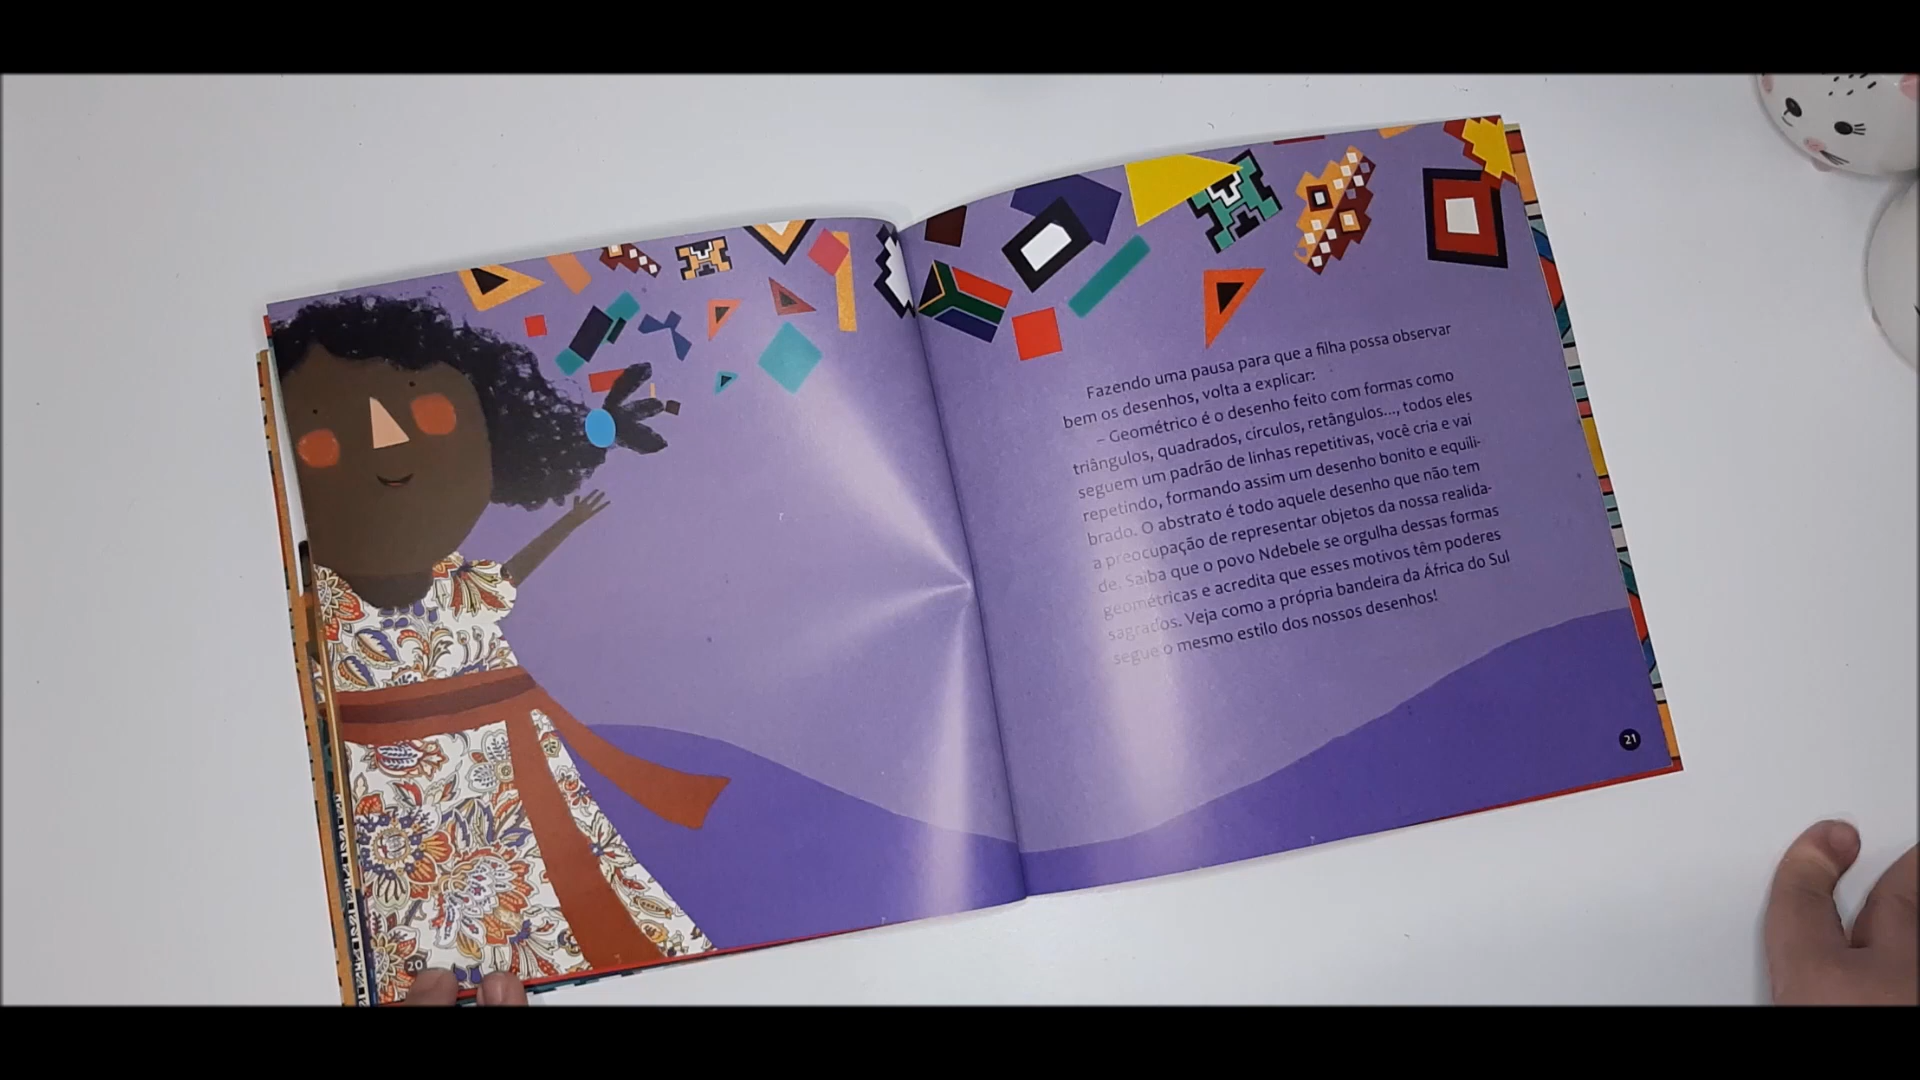 Fazendo uma pausa para que a filha possa observar
bem os desenhos, volta a explicar:
– Geométrico é o desenho feito com formas como
triângulos, quadrados, círculos, retângulos..., todos eles
seguem um padrão de linhas repetitivas, você cria e vai
repetindo, formando assim um desenho bonito e equili-
brado. O abstrato é todo aquele desenho que não tem
a preocupação de representar objetos da nossa realida-
de. Saiba que o povo Ndebele se orgulha dessas formas
geométricas e acredita que esses motivos têm poderes
sagrados. Veja como a própria bandeira da África do Sul
segue o mesmo estilo dos nossos desenhos!
20
21